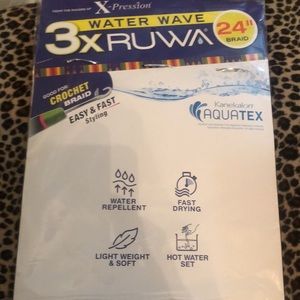 FROM THE MAKERS OF X-Pression®
WATER WAVE
3X RUWA®
24"
BRAID
GOOD FOR
CROCHET
BRAID
EASY & FAST
Styling
Kanekalon
AQUATEX
WATER
REPELLENT
FAST
DRYING
LIGHT WEIGHT
& SOFT
HOT WATER
SET